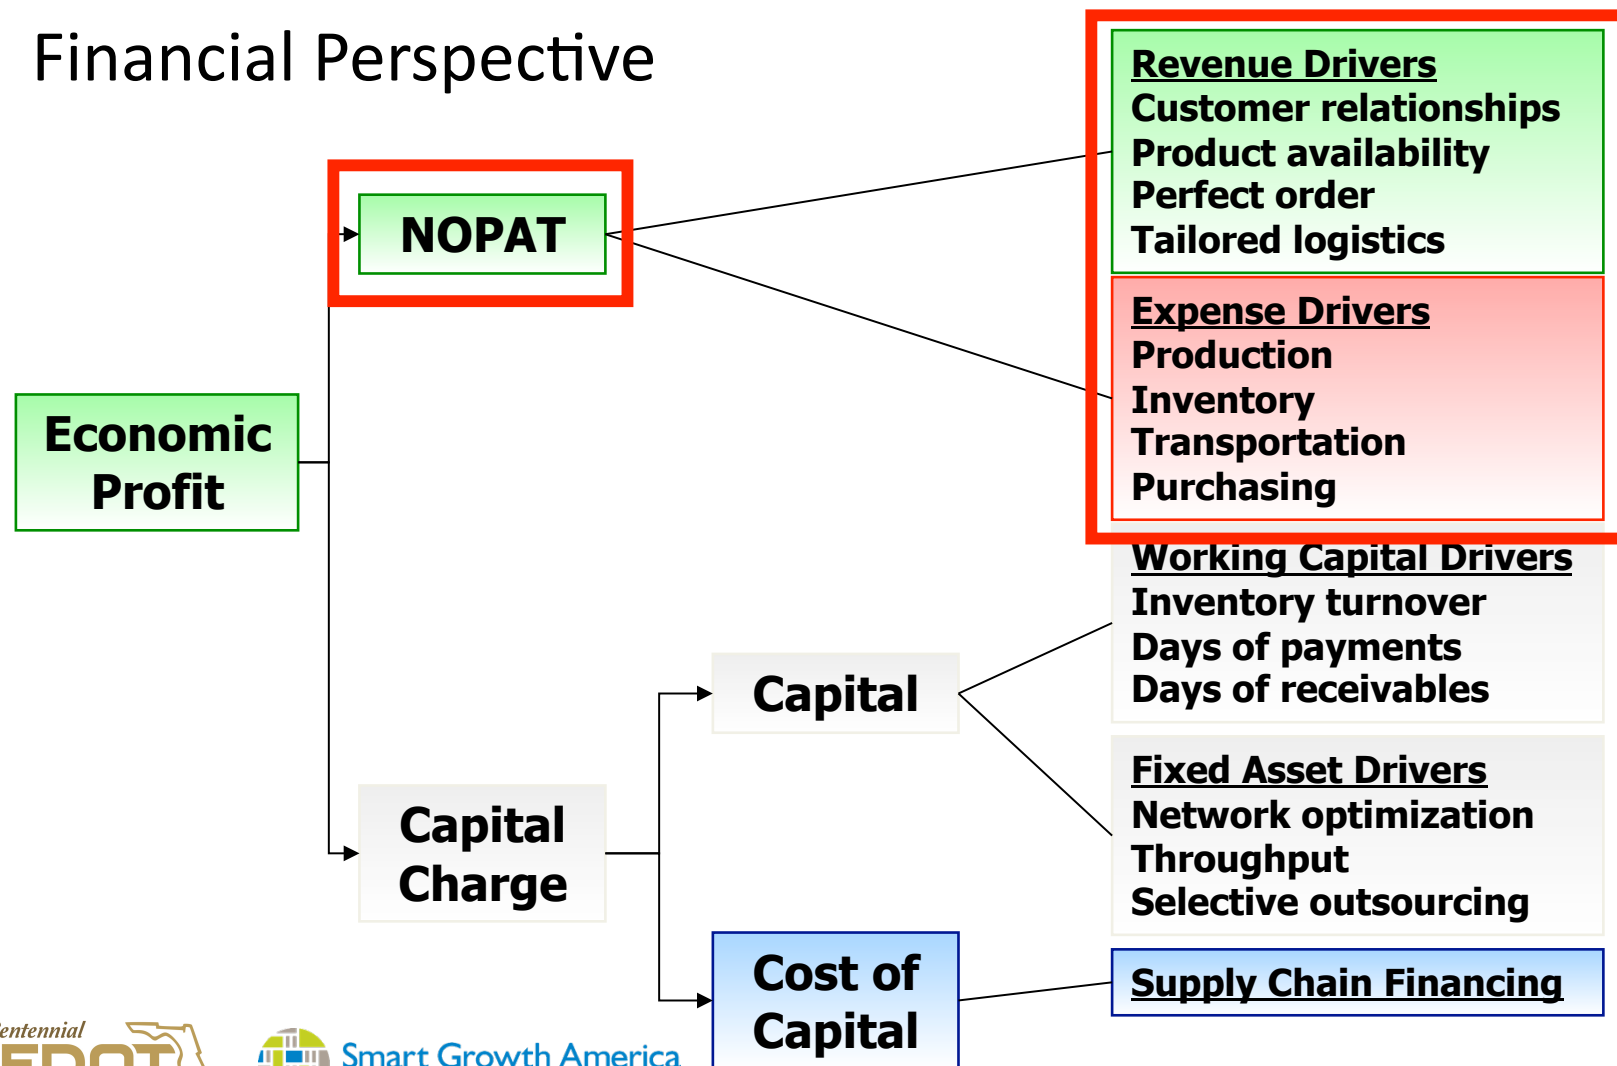 Financial Perspective
Revenue Drivers
Customer relationships
Product availability
Perfect order
Tailored logistics
NOPAT
Expense Drivers
Production
Inventory
Transportation
Purchasing
Economic
Profit
Working Capital Drivers
Inventory turnover
Days of payments
Days of receivables
Capital
Fixed Asset Drivers
Network optimization
Throughput
Selective outsourcing
Capital
Charge
Cost of
Capital
Supply Chain Financing
Smart Growth America